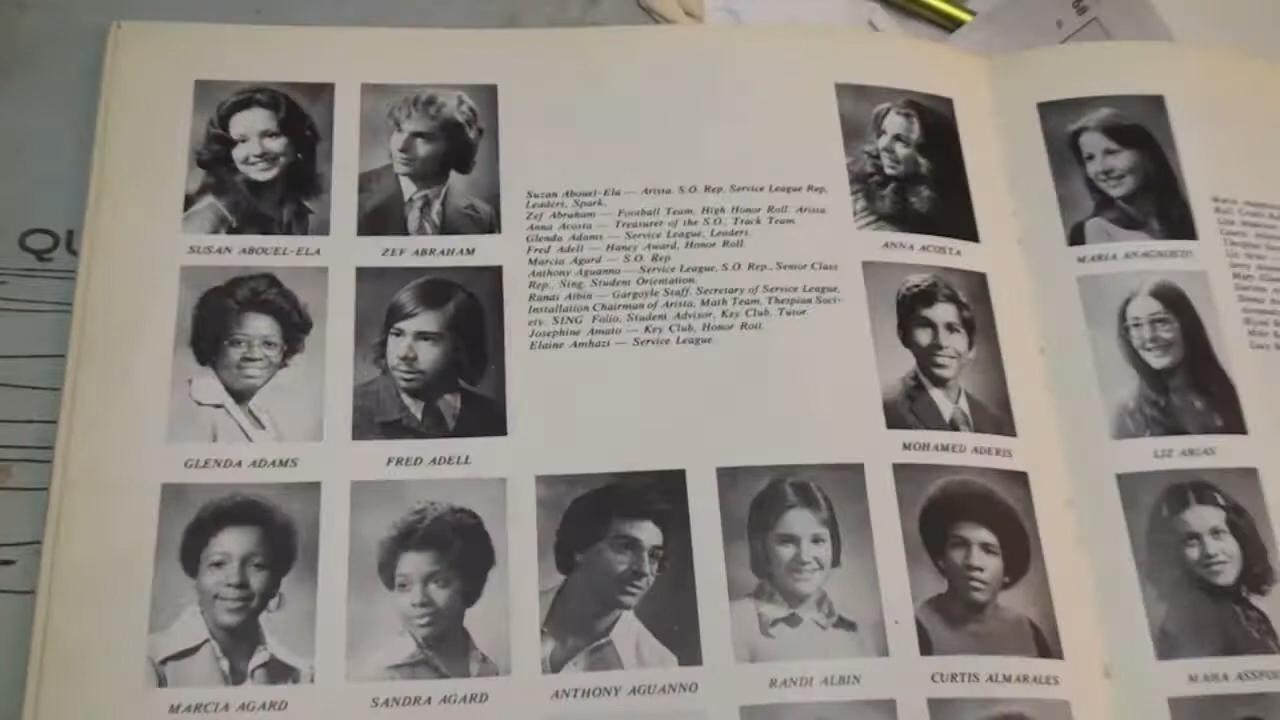 QU
68
SUSAN ABOUEL-ELA
ZEF ABRAHAM
Suzan Abouel-Ela — Arista, S.O. Rep, Service League Rep,
Leaders, Spark.
Zef Abraham — Football Team, High Honor Roll, Arista.
Anna Acosta — Treasurer of the S.O., Track Team.
Glenda Adams — Service League, Leaders.
Fred Adell — Haney Award, Honor Roll.
Marcia Agard — S.O. Rep
Anthony Aguanno — Service League, S.O. Rep., Senior Class
Rep., Sing, Student Orientation.
Randi Albin — Gargoyle Staff, Secretary of Service League,
Installation Chairman of Arista, Math Team, Thespian Soci-
ety, SING Folio, Student Advisor, Key Club, Tutor.
Josephine Amato — Key Club, Honor Roll.
Elaine Amhazi — Service League.
ANNA ACOSTA
GLENDA ADAMS
FRED ADELL
MOHAMED ADERIS
MARCIA AGARD
SANDRA AGARD
ANTHONY AGUANNO
RANDI ALBIN
CURTIS ALMARALES
MARIA
LIZ
MAHA